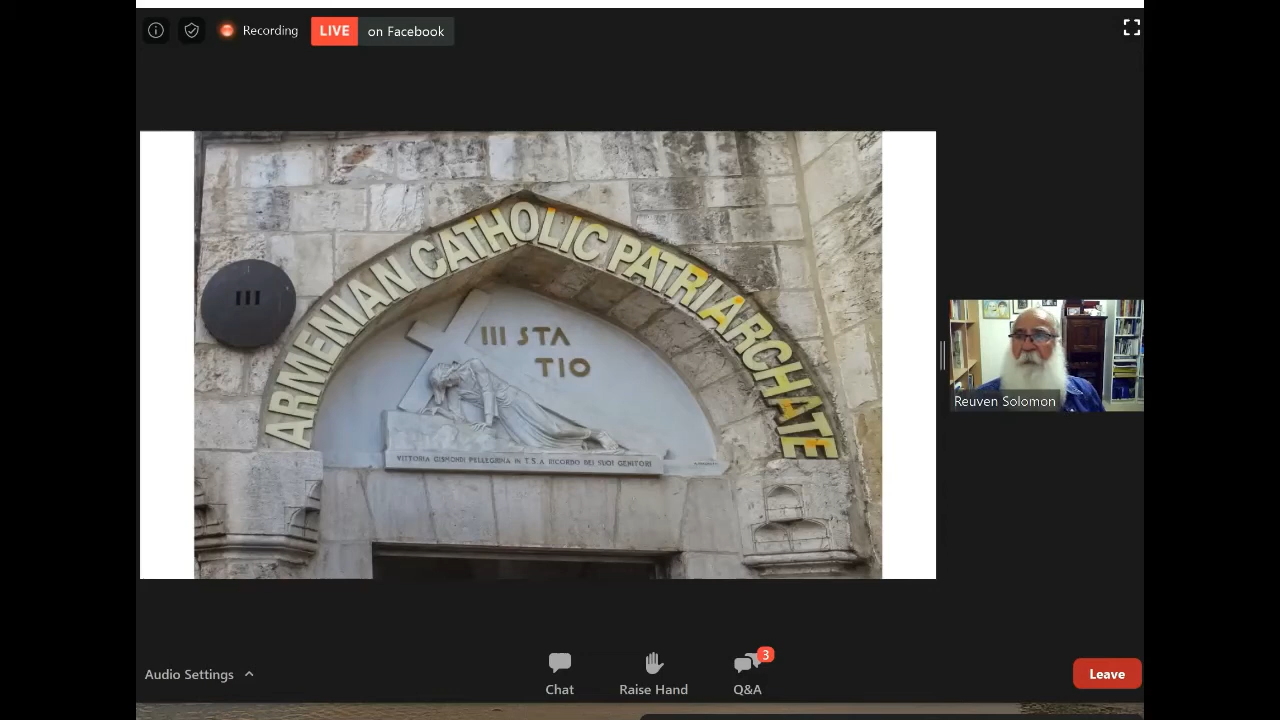 Recording
LIVE on Facebook
ARMENIAN CATHOLIC PATRIARCHATE
III
III STA
TIO
VITTORIA GISMONDI PELLEGRINA IN T.S. A RICORDO DEI SUOI GENITORI
Reuven Solomon
Audio Settings
Chat
Raise Hand
3
Q&A
Leave